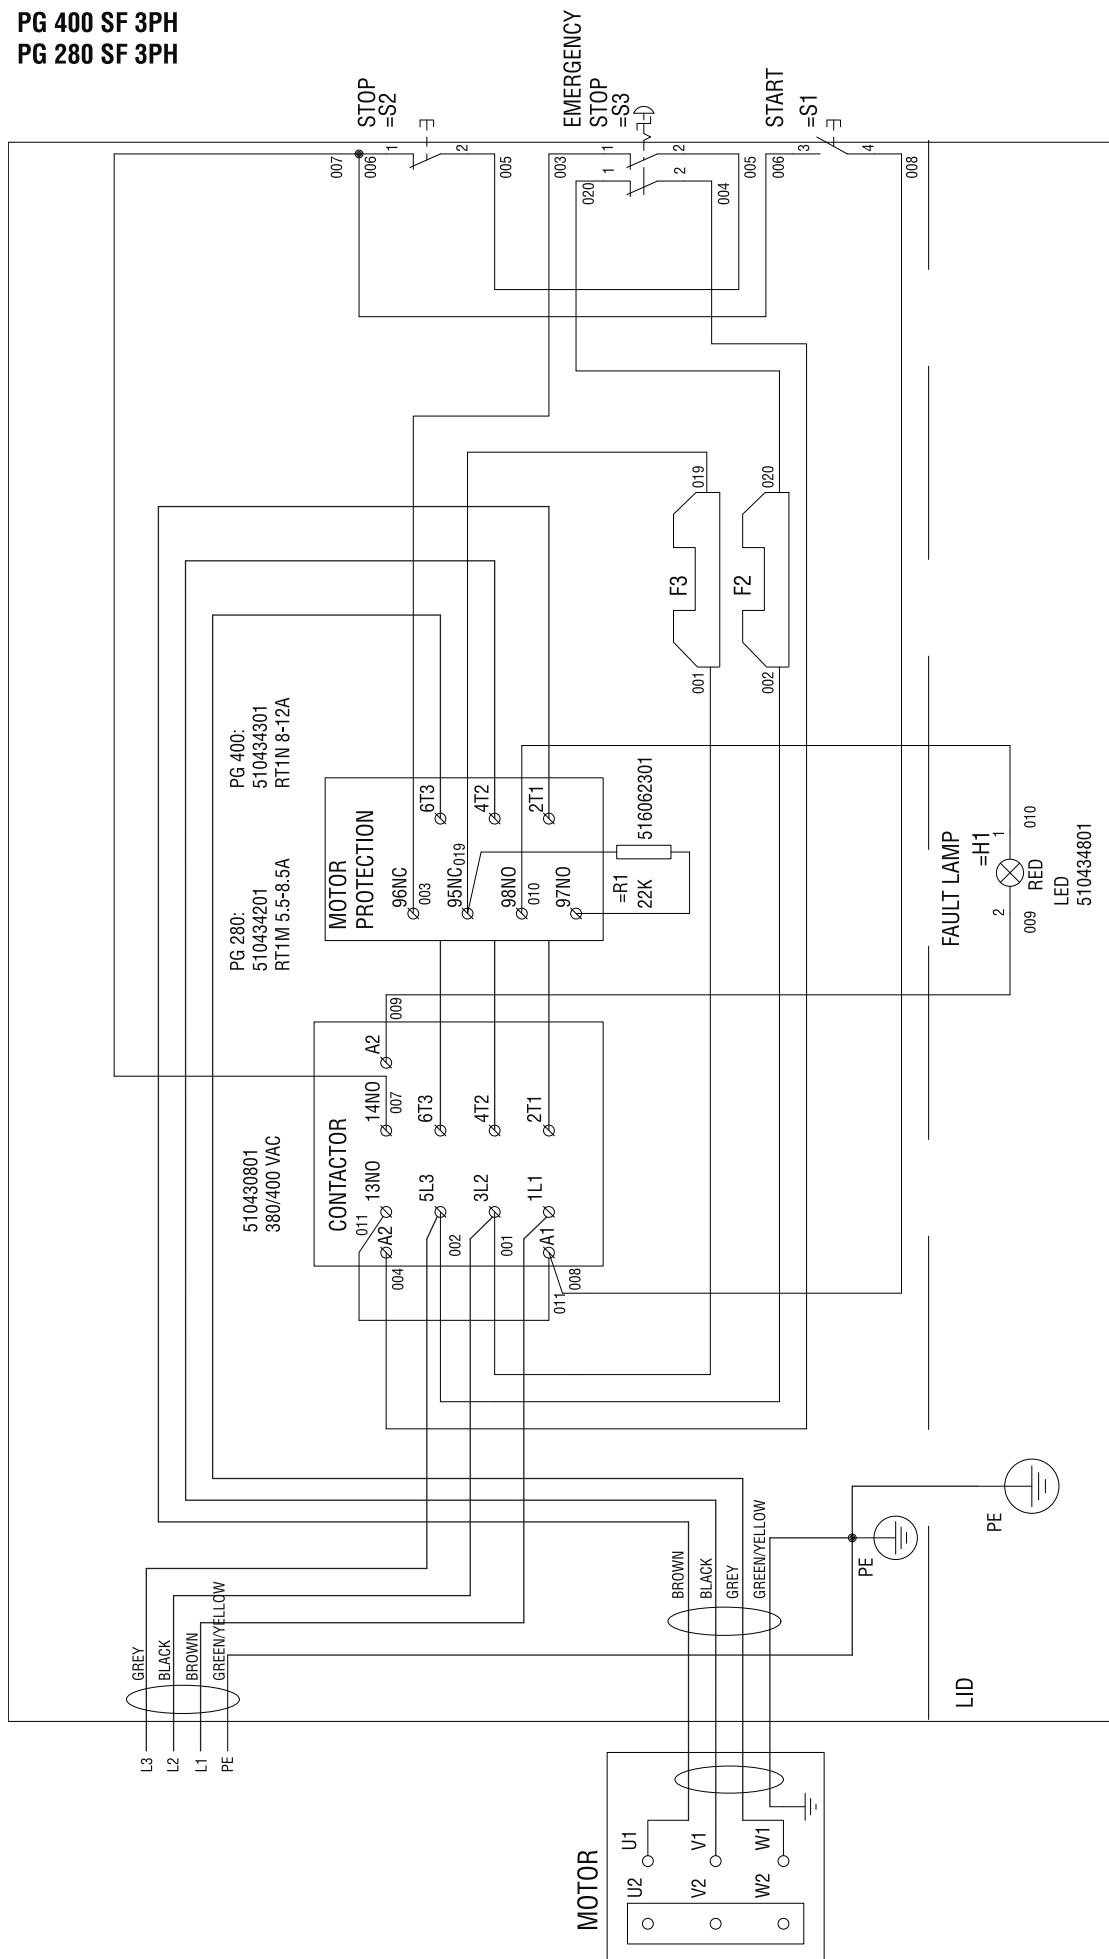 PG 400 SF 3PH
PG 280 SF 3PH
STOP
=S2
1
2
007
006
005
EMERGENCY
STOP
=S3
1
2
003
005
1
2
020
004
START
=S1
3
4
006
008
F3
019
001
F2
020
002
PG 400:
510434301
RT1N 8-12A
PG 280:
510434201
RT1M 5.5-8.5A
MOTOR
PROTECTION
96NC
003
95NC
019
98NO
010
97NO
6T3
4T2
2T1
=R1
22K
516062301
FAULT LAMP
=H1
1
2
010
009
RED
LED
510434801
510430801
380/400 VAC
CONTACTOR
13NO
14NO
007
A2
009
011
A2
004
5L3
002
3L2
001
1L1
A1
008
011
6T3
4T2
2T1
BROWN
BLACK
GREY
GREEN/YELLOW
PE
PE
GREY
BLACK
BROWN
GREEN/YELLOW
L3
L2
L1
PE
LID
MOTOR
U2
U1
V2
V1
W2
W1